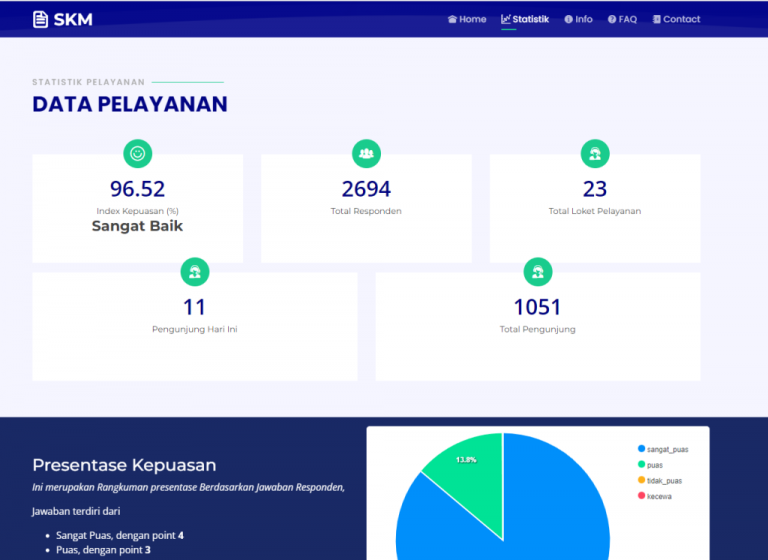 SKM
Home Statistik Info FAQ Contact
STATISTIK PELAYANAN
DATA PELAYANAN
96.52
Index Kepuasan (%)
Sangat Baik
2694
Total Responden
23
Total Loket Pelayanan
11
Pengunjung Hari Ini
1051
Total Pengunjung
Presentase Kepuasan
Ini merupakan Rangkuman presentase Berdasarkan Jawaban Responden,
Jawaban terdiri dari
• Sangat Puas, dengan point 4
• Puas, dengan point 3
13.8%
sangat_puas
puas
tidak_puas
kecewa